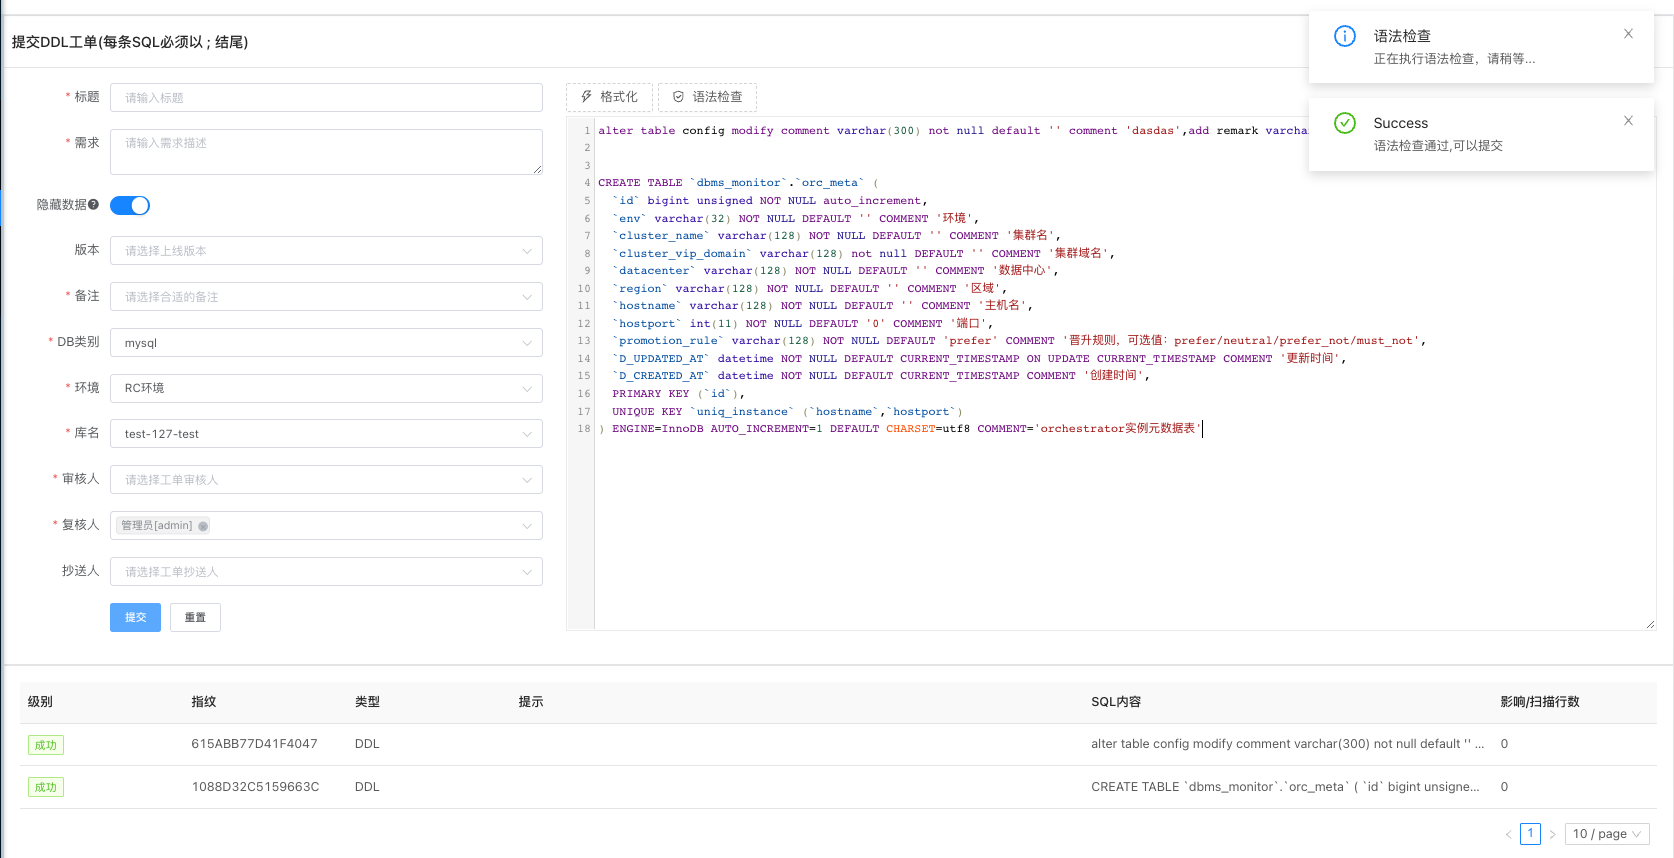 提交DDL工单(每条SQL必须以 ; 结尾)
* 标题
请输入标题
* 需求
请输入需求描述
隐藏数据
版本
请选择上线版本
* 备注
请选择合适的备注
* DB类别
mysql
* 环境
RC环境
* 库名
test-127-test
* 审核人
请选择工单审核人
* 复核人
管理员[admin]
抄送人
请选择工单抄送人
提交
重置
格式化
语法检查
1 alter table config modify comment varchar(300) not null default '' comment 'dasdas',add remark varcha
2
3
4 CREATE TABLE `dbms_monitor`.`orc_meta` (
5 `id` bigint unsigned NOT NULL auto_increment,
6 `env` varchar(32) NOT NULL DEFAULT '' COMMENT '环境',
7 `cluster_name` varchar(128) NOT NULL DEFAULT '' COMMENT '集群名',
8 `cluster_vip_domain` varchar(128) not null DEFAULT '' COMMENT '集群域名',
9 `datacenter` varchar(128) NOT NULL DEFAULT '' COMMENT '数据中心',
10 `region` varchar(128) NOT NULL DEFAULT '' COMMENT '区域',
11 `hostname` varchar(128) NOT NULL DEFAULT '' COMMENT '主机名',
12 `hostport` int(11) NOT NULL DEFAULT '0' COMMENT '端口',
13 `promotion_rule` varchar(128) NOT NULL DEFAULT 'prefer' COMMENT '晋升规则，可选值：prefer/neutral/prefer_not/must_not',
14 `D_UPDATED_AT` datetime NOT NULL DEFAULT CURRENT_TIMESTAMP ON UPDATE CURRENT_TIMESTAMP COMMENT '更新时间',
15 `D_CREATED_AT` datetime NOT NULL DEFAULT CURRENT_TIMESTAMP COMMENT '创建时间',
16 PRIMARY KEY (`id`),
17 UNIQUE KEY `uniq_instance` (`hostname`,`hostport`)
18 ) ENGINE=InnoDB AUTO_INCREMENT=1 DEFAULT CHARSET=utf8 COMMENT='orchestrator实例元数据表'
语法检查
正在执行语法检查，请稍等...
Success
语法检查通过,可以提交
级别 指纹 类型 提示 SQL内容 影响/扫描行数
成功 615ABB77D41F4047 DDL alter table config modify comment varchar(300) not null default '' ... 0
成功 1088D32C5159663C DDL CREATE TABLE `dbms_monitor`.`orc_meta` ( `id` bigint unsigne... 0
1 10 / page